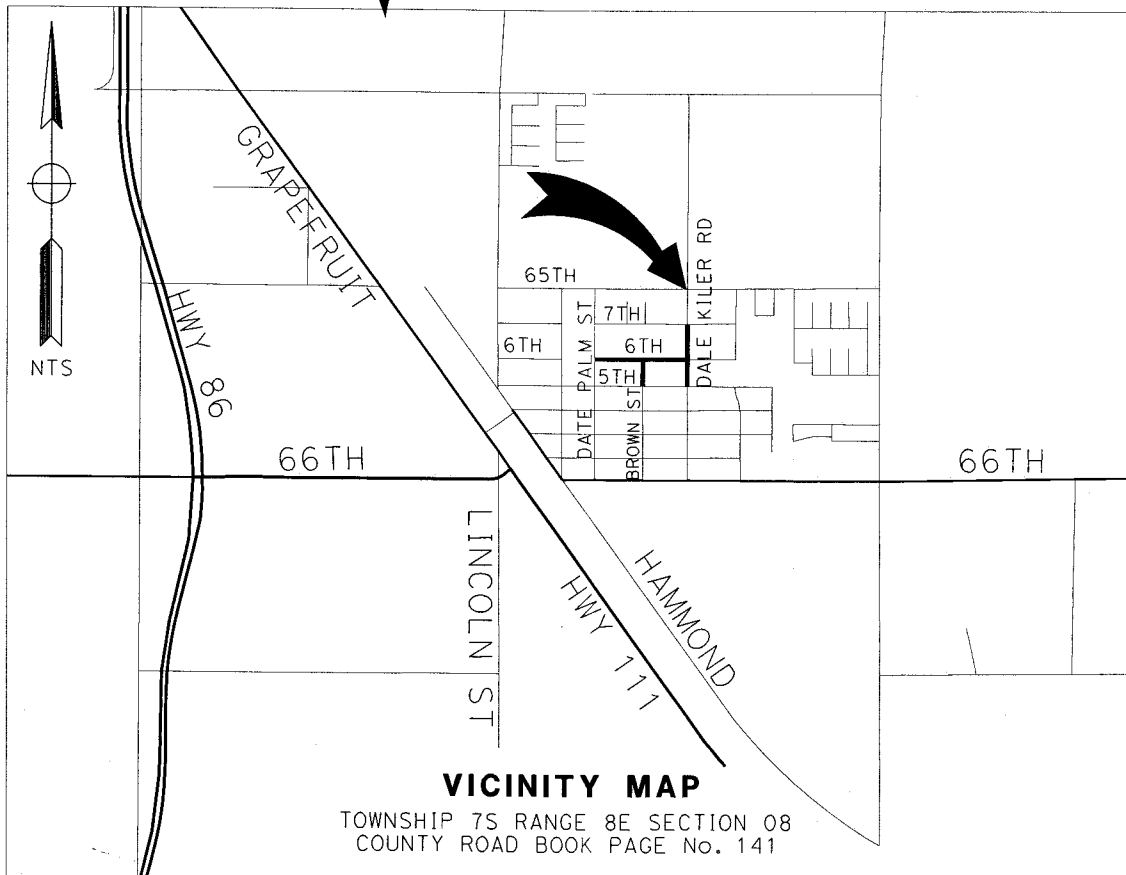 GRAPEFRUIT
65TH
DALE KILER RD
7TH
DATE PALM ST
6TH
6TH
5TH
BROWN ST
NTS
HWY 86
66TH
66TH
LINCOLN ST
HWY 111
HAMMOND
VICINITY MAP
TOWNSHIP 7S RANGE 8E SECTION 08
COUNTY ROAD BOOK PAGE No. 141